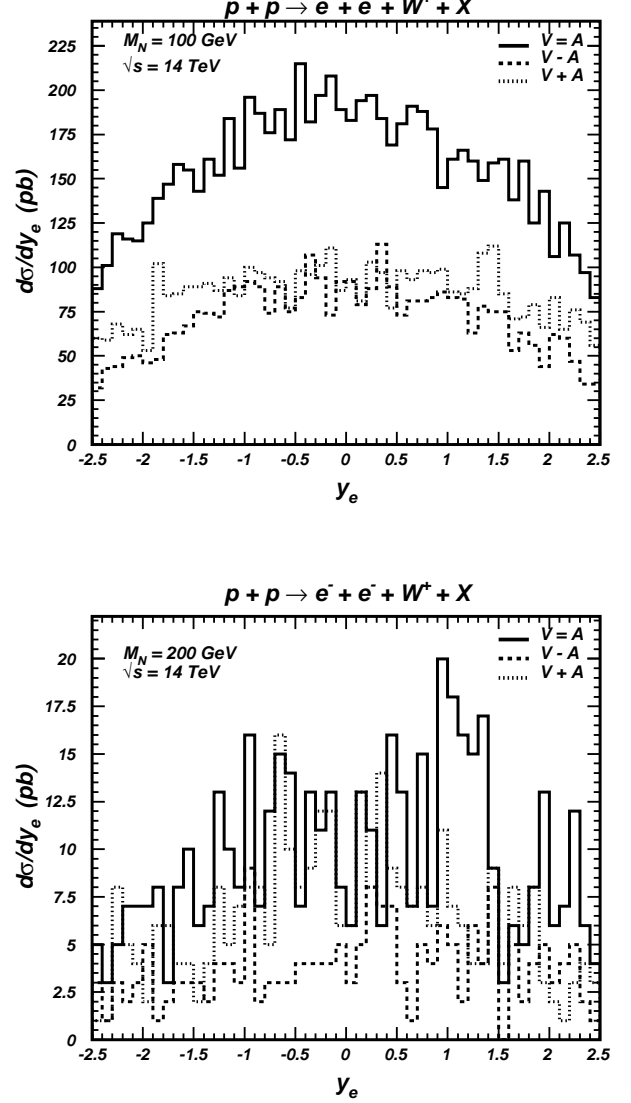 p + p → e⁻ + e⁻ + W⁺ + X
M_N = 100 GeV
√s = 14 TeV
V = A
V - A
V + A
dσ/dy_e (pb)
225
200
175
150
125
100
75
50
25
0
-2.5 -2 -1.5 -1 -0.5 0 0.5 1 1.5 2 2.5
y_e
p + p → e⁻ + e⁻ + W⁺ + X
M_N = 200 GeV
√s = 14 TeV
V = A
V - A
V + A
dσ/dy_e (pb)
20
17.5
15
12.5
10
7.5
5
2.5
0
-2.5 -2 -1.5 -1 -0.5 0 0.5 1 1.5 2 2.5
y_e